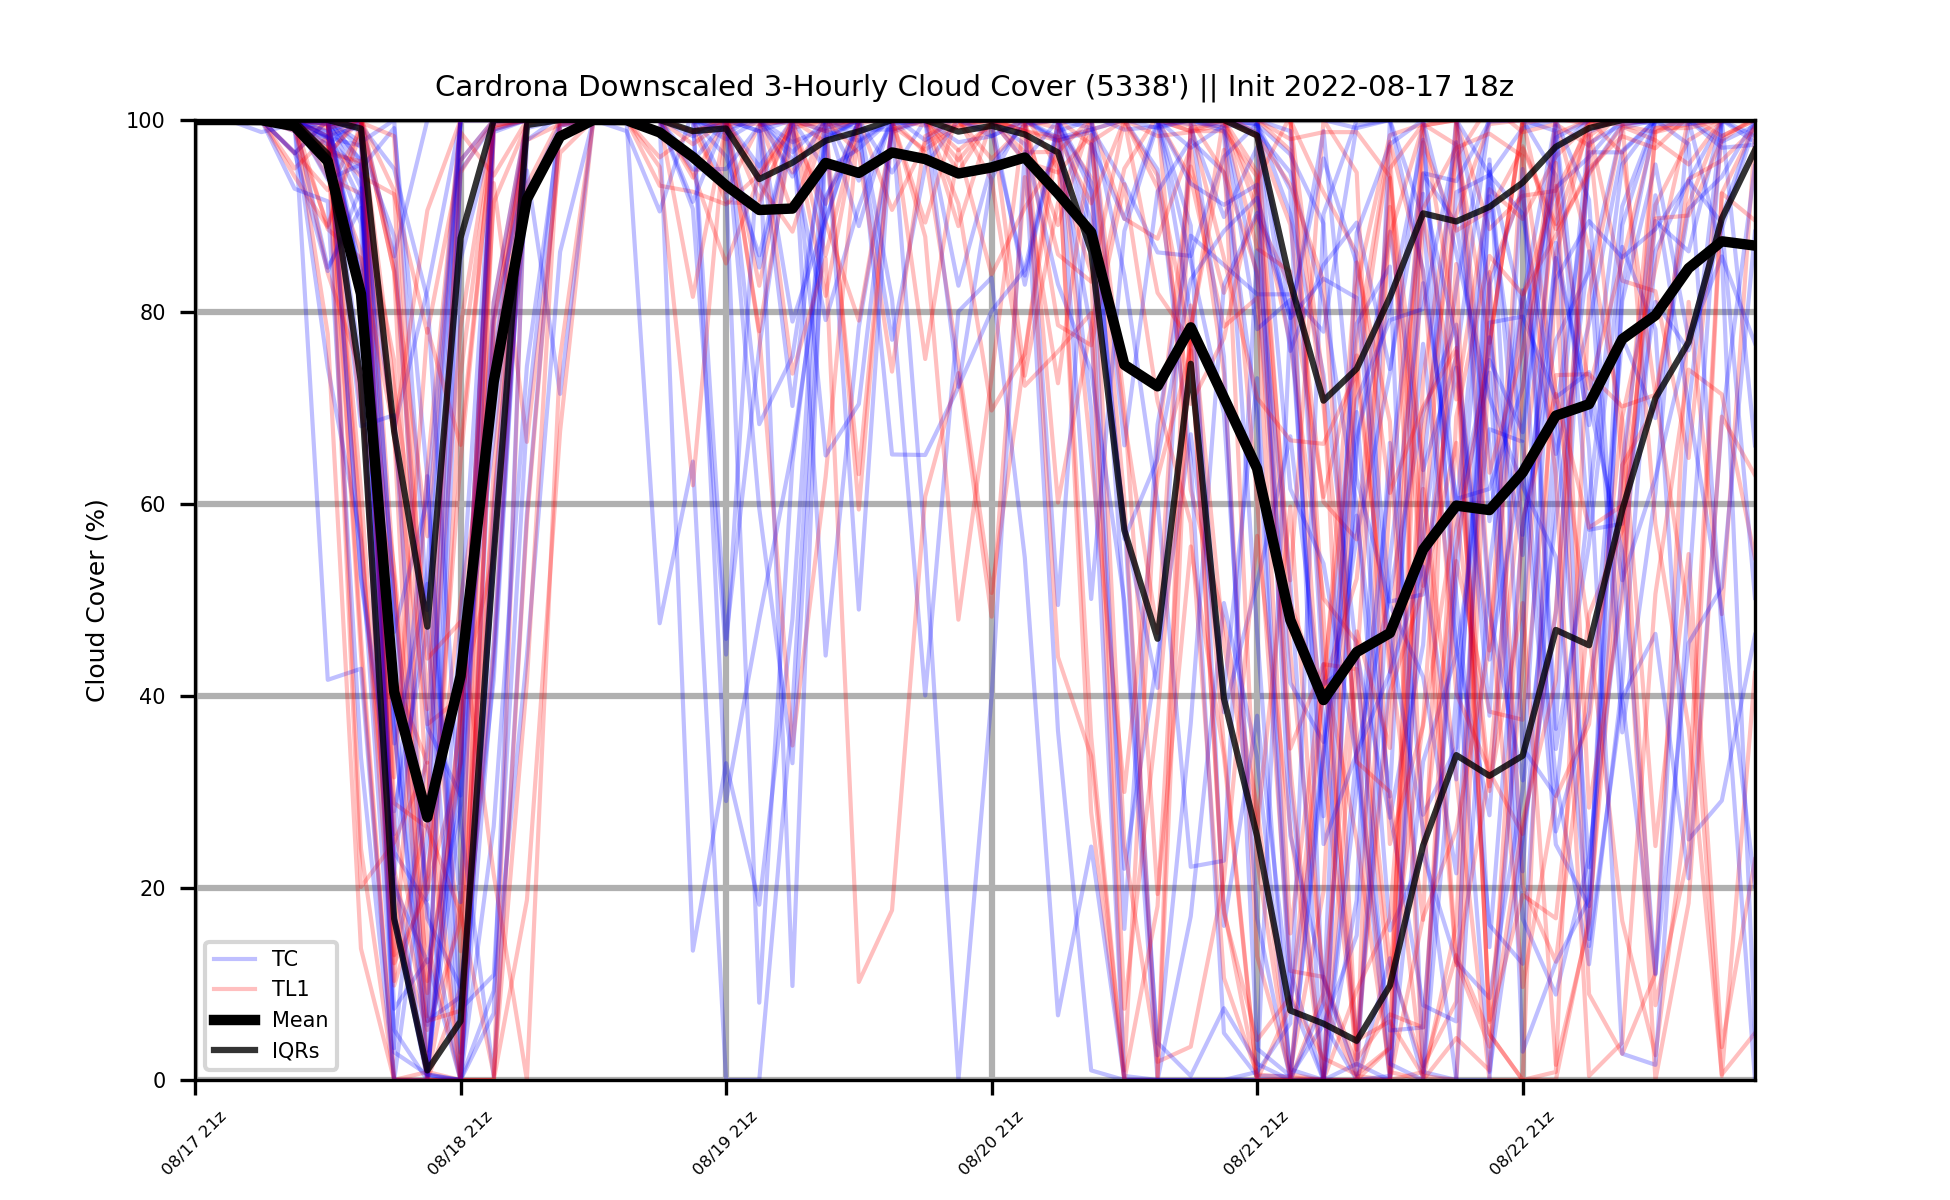 Cardrona Downscaled 3-Hourly Cloud Cover (5338') || Init 2022-08-17 18z
Cloud Cover (%)
100
80
60
40
20
0
TC
TL1
Mean
IQRs
08/17 21z
08/18 21z
08/19 21z
08/20 21z
08/21 21z
08/22 21z